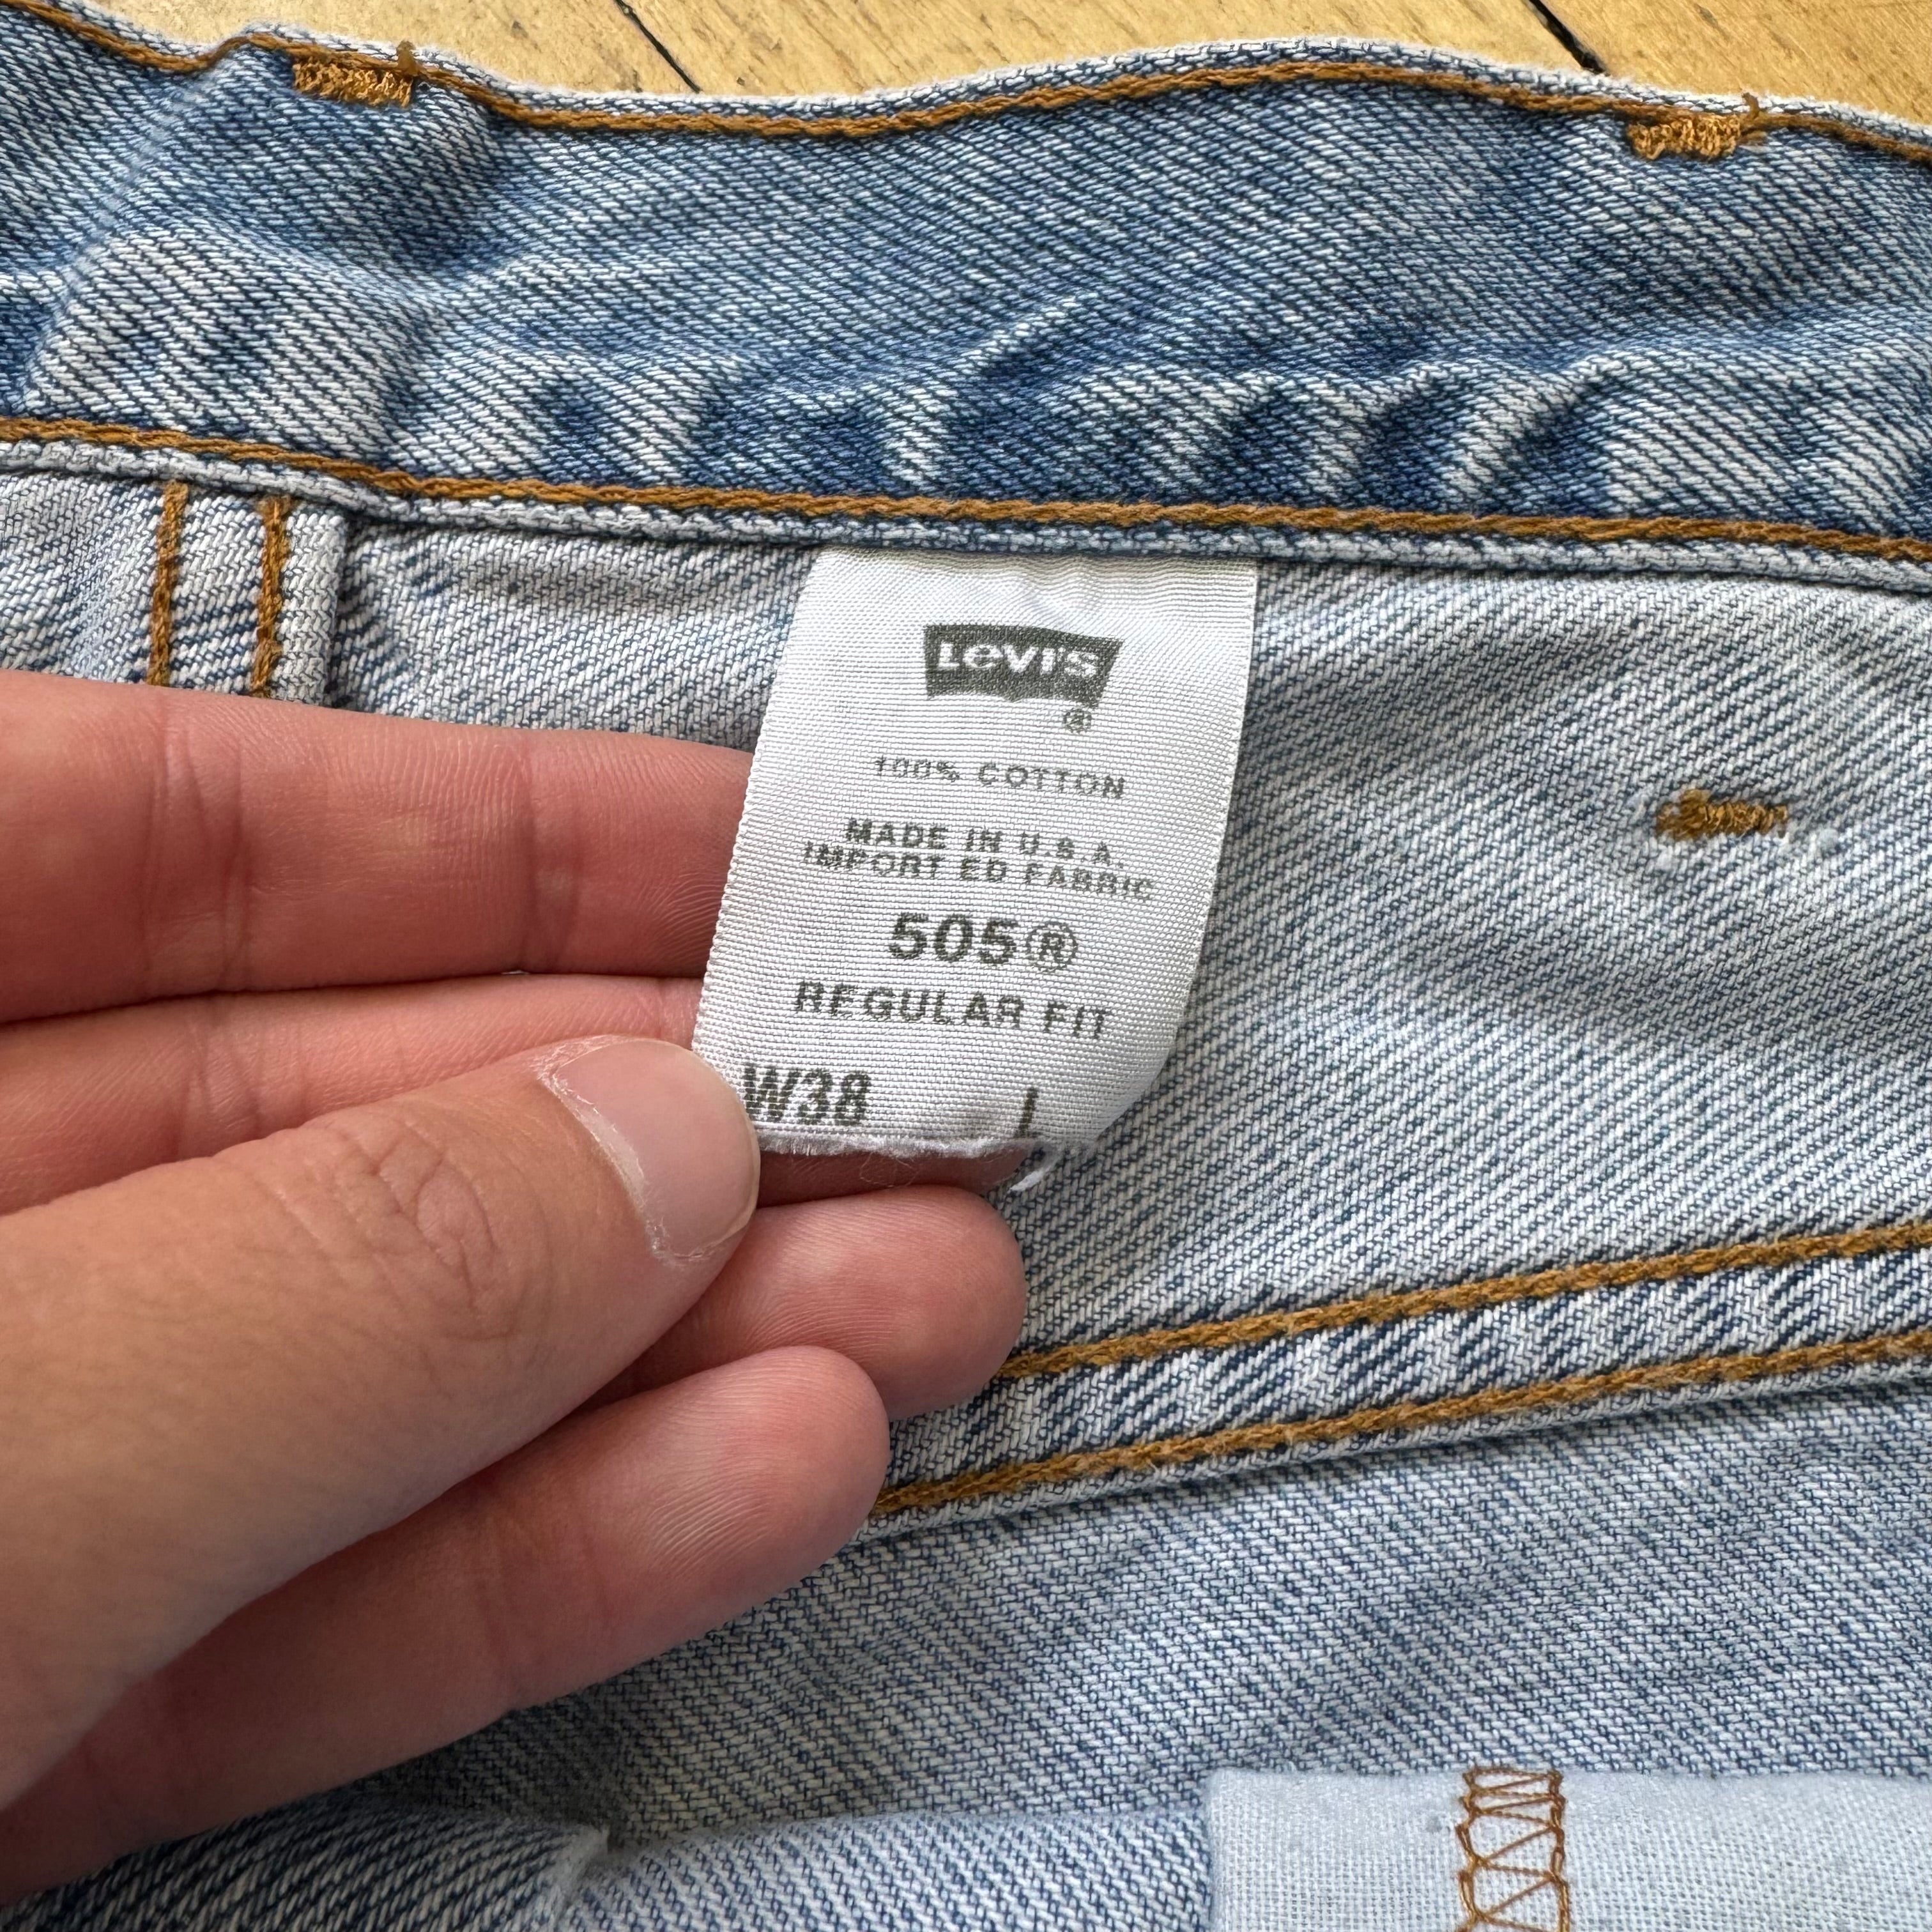 Levi's
®
100% COTTON
MADE IN U.S.A.
IMPORT ED FABRIC
505®
REGULAR FIT
W38 L